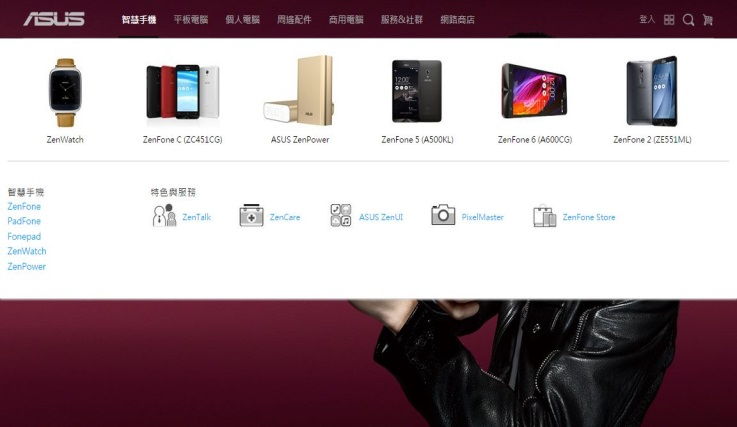 ASUS
智慧手機 平板電腦 個人電腦 周邊配件 商用電腦 服務&社群 網路商店 登入
ZenWatch ZenFone C (ZC451CG) ASUS ZenPower ZenFone 5 (A500KL) ZenFone 6 (A600CG) ZenFone 2 (ZE551ML)
智慧手機
ZenFone
PadFone
Fonepad
ZenWatch
ZenPower
特色與服務
ZenTalk ZenCare ASUS ZenUI PixelMaster ZenFone Store